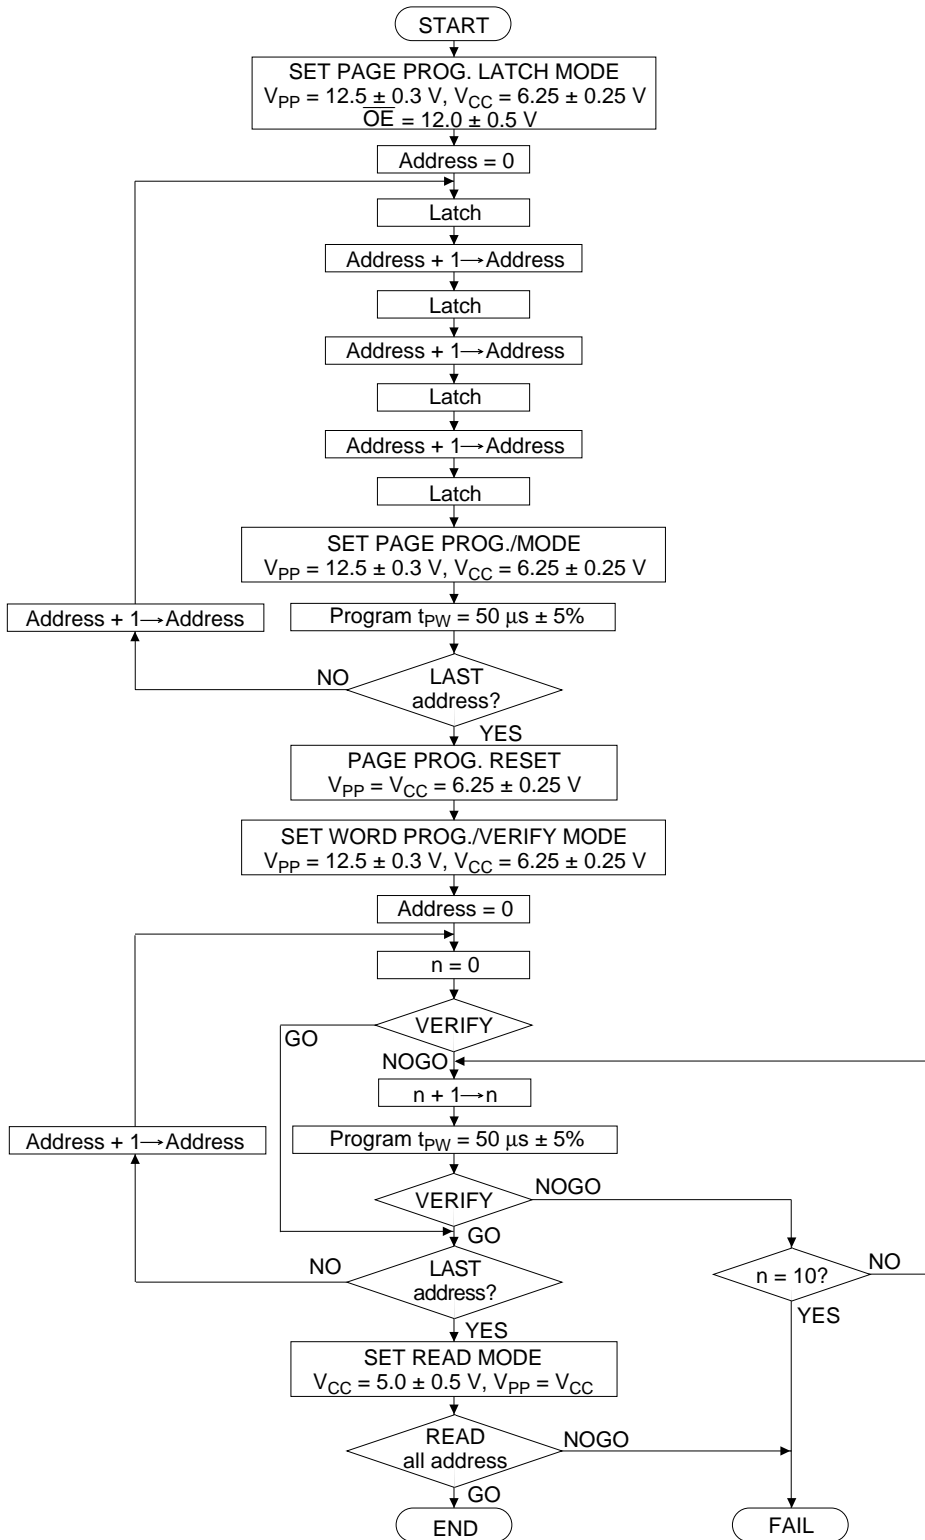 START
SET PAGE PROG. LATCH MODE
VPP = 12.5 ± 0.3 V, VCC = 6.25 ± 0.25 V
O̅E̅ = 12.0 ± 0.5 V
Address = 0
Latch
Address + 1→Address
Latch
Address + 1→Address
Latch
Address + 1→Address
Latch
SET PAGE PROG./MODE
VPP = 12.5 ± 0.3 V, VCC = 6.25 ± 0.25 V
Address + 1→Address
Program tPW = 50 µs ± 5%
NO
LAST
address?
YES
PAGE PROG. RESET
VPP = VCC = 6.25 ± 0.25 V
SET WORD PROG./VERIFY MODE
VPP = 12.5 ± 0.3 V, VCC = 6.25 ± 0.25 V
Address = 0
n = 0
VERIFY
GO
NOGO
n + 1→n
Address + 1→Address
Program tPW = 50 µs ± 5%
VERIFY
NOGO
GO
NO
LAST
address?
n = 10?
NO
YES
YES
SET READ MODE
VCC = 5.0 ± 0.5 V, VPP = VCC
READ
all address
NOGO
GO
END
FAIL